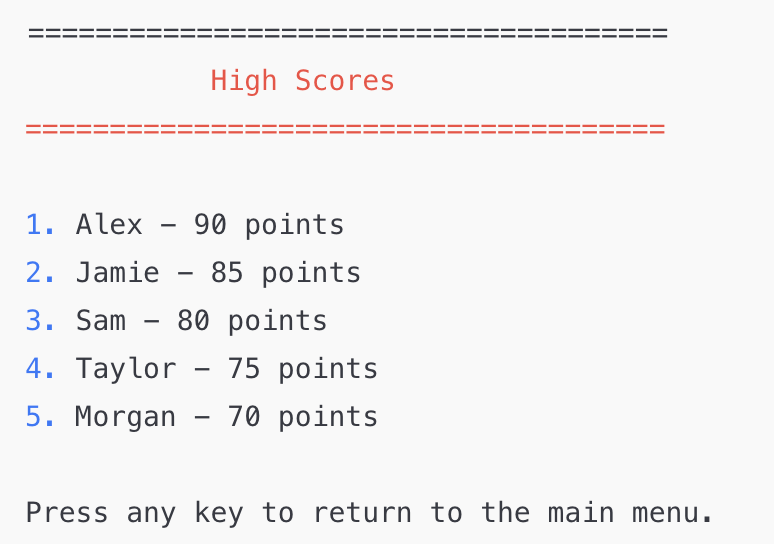 ======================================
High Scores
======================================
1. Alex - 90 points
2. Jamie - 85 points
3. Sam - 80 points
4. Taylor - 75 points
5. Morgan - 70 points
Press any key to return to the main menu.